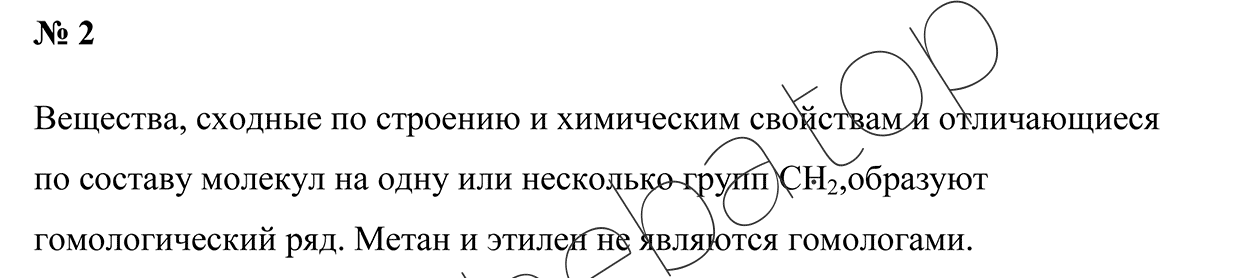 № 2
Вещества, сходные по строению и химическим свойствам и отличающиеся
по составу молекул на одну или несколько групп CH₂,образуют
гомологический ряд. Метан и этилен не являются гомологами.